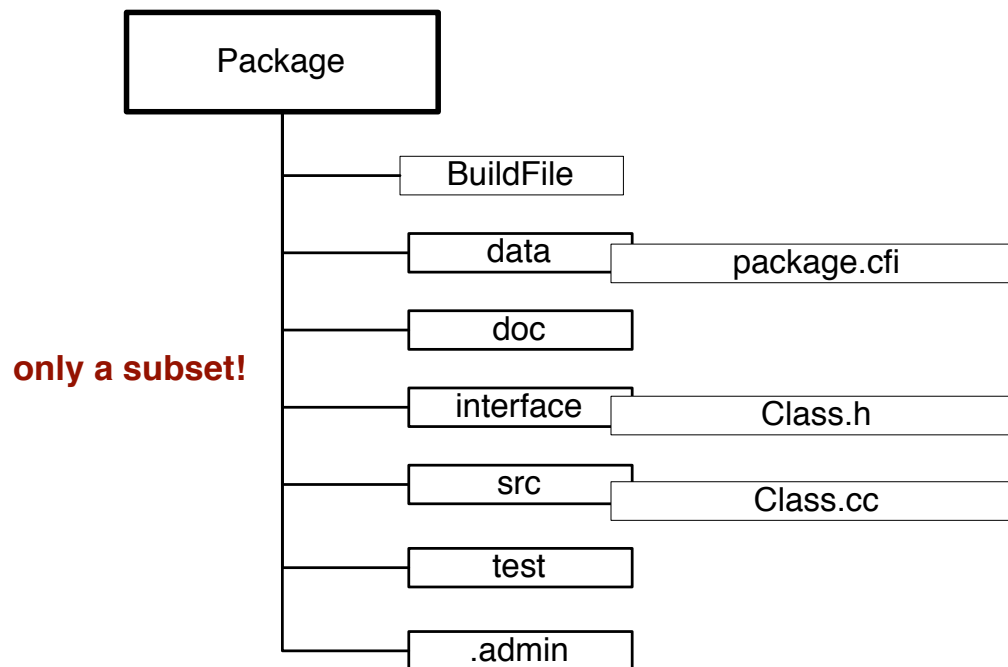 Package
BuildFile
data
package.cfi
doc
only a subset!
interface
Class.h
src
Class.cc
test
.admin